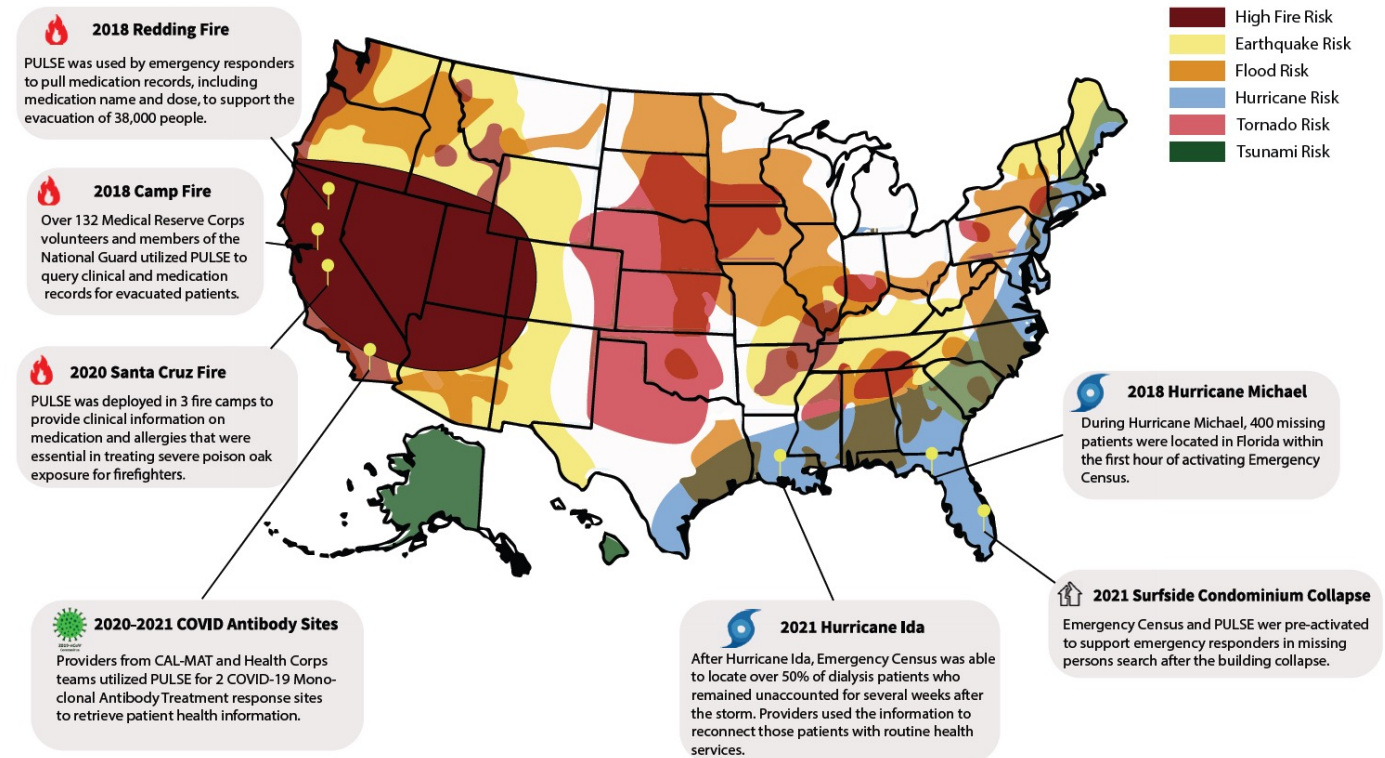 2018 Redding Fire
PULSE was used by emergency responders
to pull medication records, including
medication name and dose, to support the
evacuation of 38,000 people.
2018 Camp Fire
Over 132 Medical Reserve Corps
volunteers and members of the
National Guard utilized PULSE to
query clinical and medication
records for evacuated patients.
2020 Santa Cruz Fire
PULSE was deployed in 3 fire camps to
provide clinical information on
medication and allergies that were
essential in treating severe poison oak
exposure for firefighters.
2020-2021 COVID Antibody Sites
Providers from CAL-MAT and Health Corps
teams utilized PULSE for 2 COVID-19 Mono-
clonal Antibody Treatment response sites
to retrieve patient health information.
High Fire Risk
Earthquake Risk
Flood Risk
Hurricane Risk
Tornado Risk
Tsunami Risk
2018 Hurricane Michael
During Hurricane Michael, 400 missing
patients were located in Florida within
the first hour of activating Emergency
Census.
2021 Surfside Condominium Collapse
Emergency Census and PULSE wer pre-activated
to support emergency responders in missing
persons search after the building collapse.
2021 Hurricane Ida
After Hurricane Ida, Emergency Census was able
to locate over 50% of dialysis patients who
remained unaccounted for several weeks after
the storm. Providers used the information to
reconnect those patients with routine health
services.